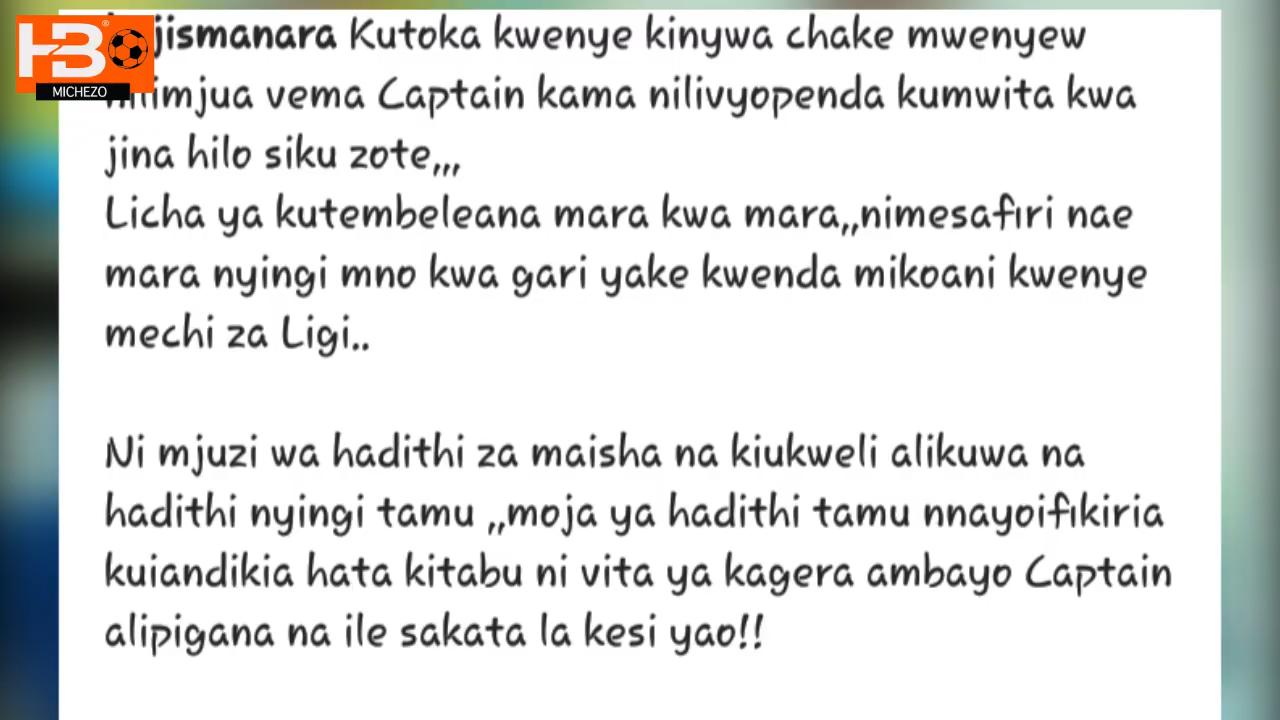 HB
MICHEZO
jismanara Kutoka kwenye kinywa chake mwenyew
vema Captain kama nilivyopenda kumwita kwa
jina hilo siku zote,,,
Licha ya kutembeleana mara kwa mara,,nimesafiri nae
mara nyingi mno kwa gari yake kwenda mikoani kwenye
mechi za Ligi..
Ni mjuzi wa hadithi za maisha na kiukweli alikuwa na
hadithi nyingi tamu ,,moja ya hadithi tamu nnayoifikiria
kuiandikia hata kitabu ni vita ya kagera ambayo Captain
alipigana na ile sakata la kesi yao!!